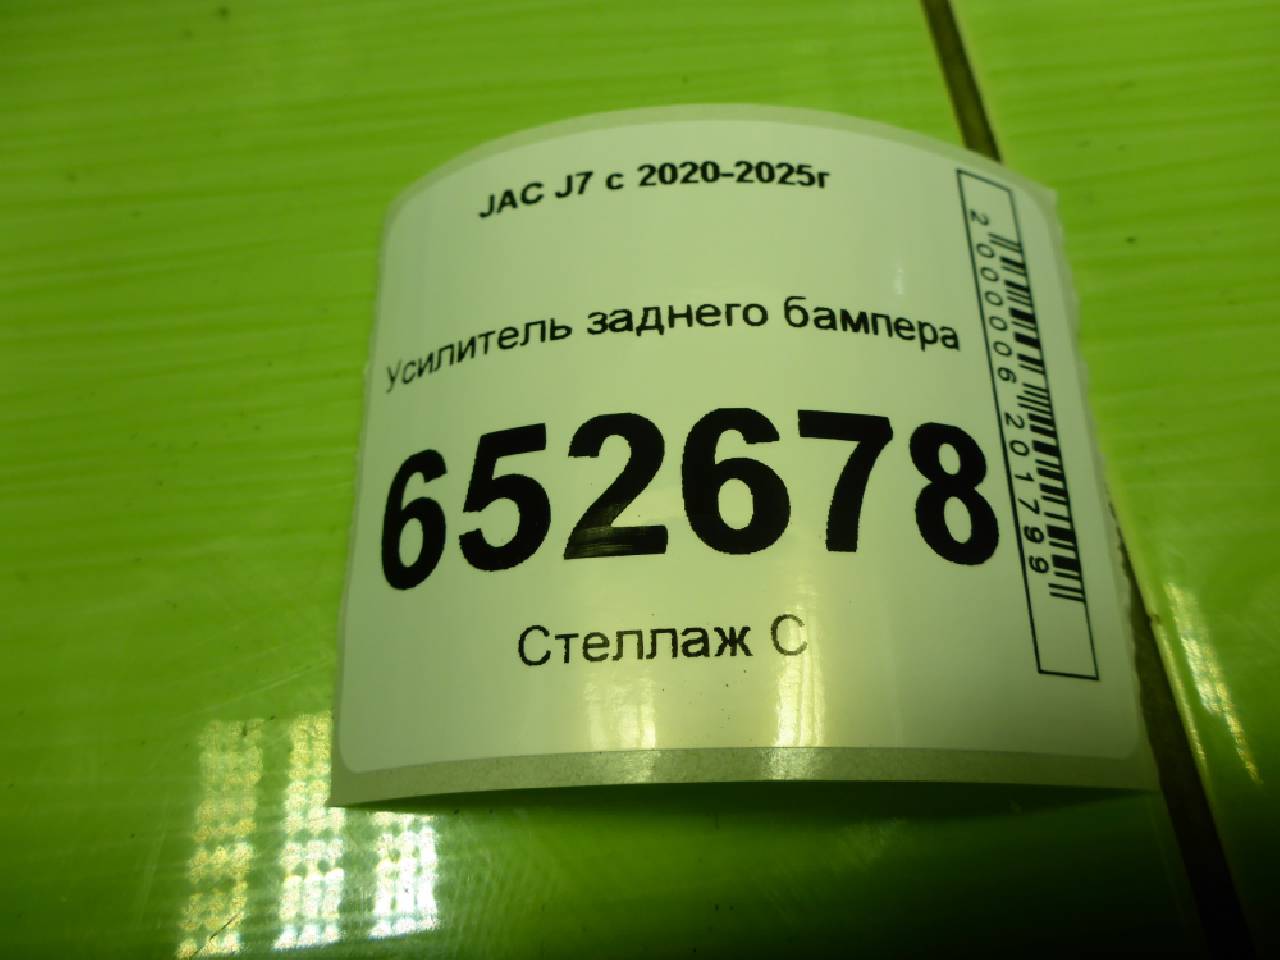 JAC J7 с 2020-2025г
Усилитель заднего бампера
652678
Стеллаж С
2000006201799